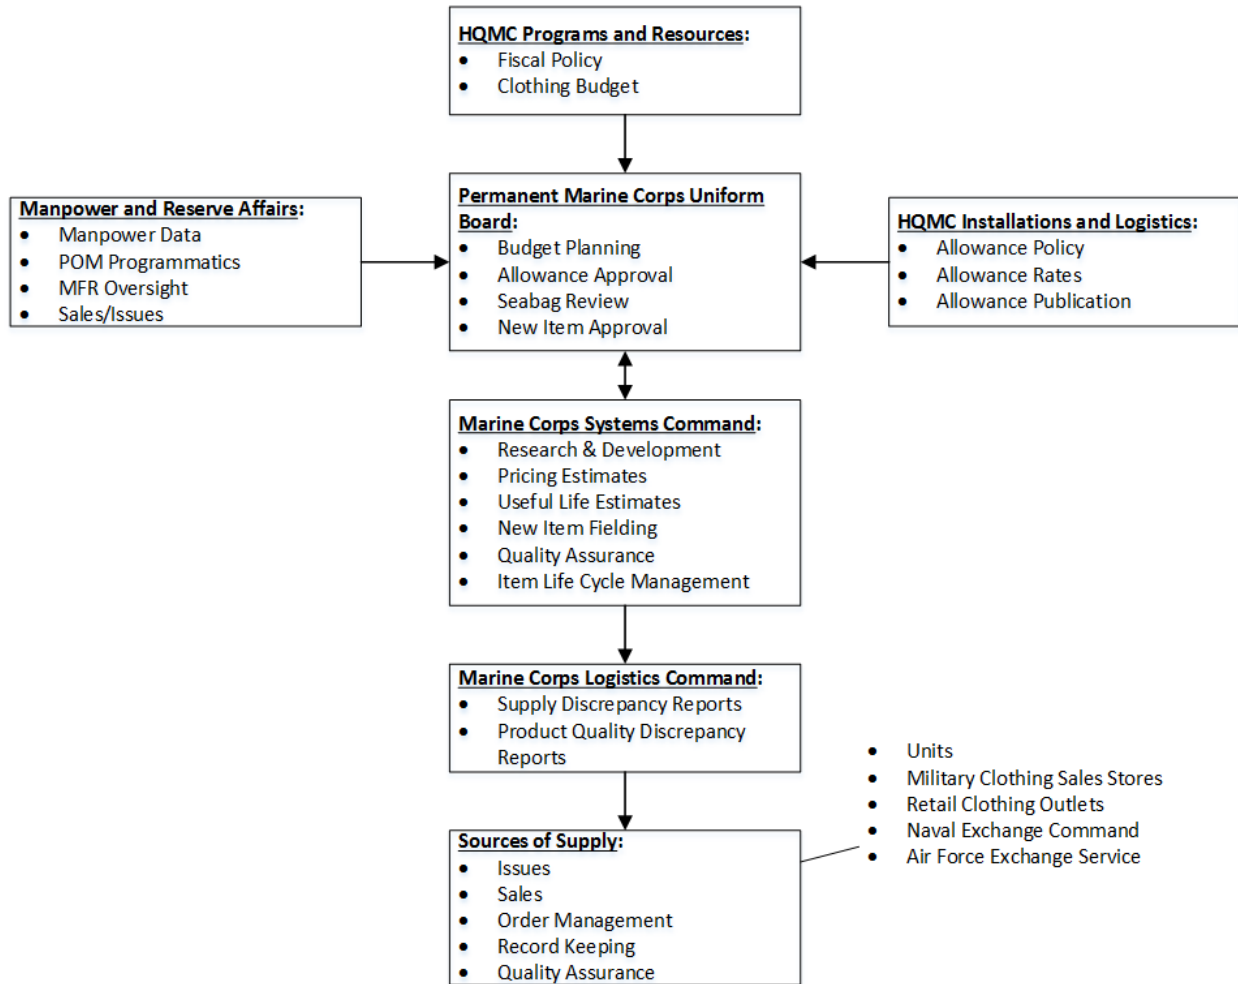 HQMC Programs and Resources:
• Fiscal Policy
• Clothing Budget
Manpower and Reserve Affairs:
• Manpower Data
• POM Programmatics
• MFR Oversight
• Sales/Issues
Permanent Marine Corps Uniform
Board:
• Budget Planning
• Allowance Approval
• Seabag Review
• New Item Approval
HQMC Installations and Logistics:
• Allowance Policy
• Allowance Rates
• Allowance Publication
Marine Corps Systems Command:
• Research & Development
• Pricing Estimates
• Useful Life Estimates
• New Item Fielding
• Quality Assurance
• Item Life Cycle Management
Marine Corps Logistics Command:
• Supply Discrepancy Reports
• Product Quality Discrepancy
Reports
Sources of Supply:
• Issues
• Sales
• Order Management
• Record Keeping
• Quality Assurance
• Units
• Military Clothing Sales Stores
• Retail Clothing Outlets
• Naval Exchange Command
• Air Force Exchange Service